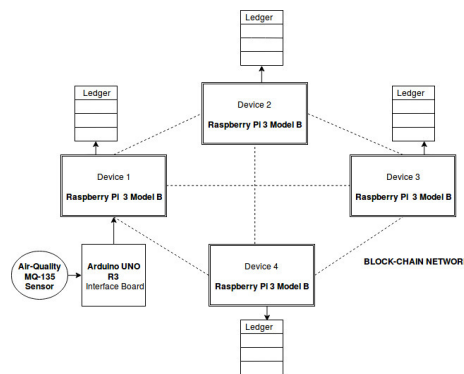 Ledger
Device 2
Raspberry PI 3 Model B
Ledger
Ledger
Device 1
Raspberry PI 3 Model B
Device 3
Raspberry PI 3 Model B
Air-Quality
MQ-135
Sensor
Arduino UNO
R3
Interface Board
Device 4
Raspberry PI 3 Model B
BLOCK-CHAIN NETWORK
Ledger